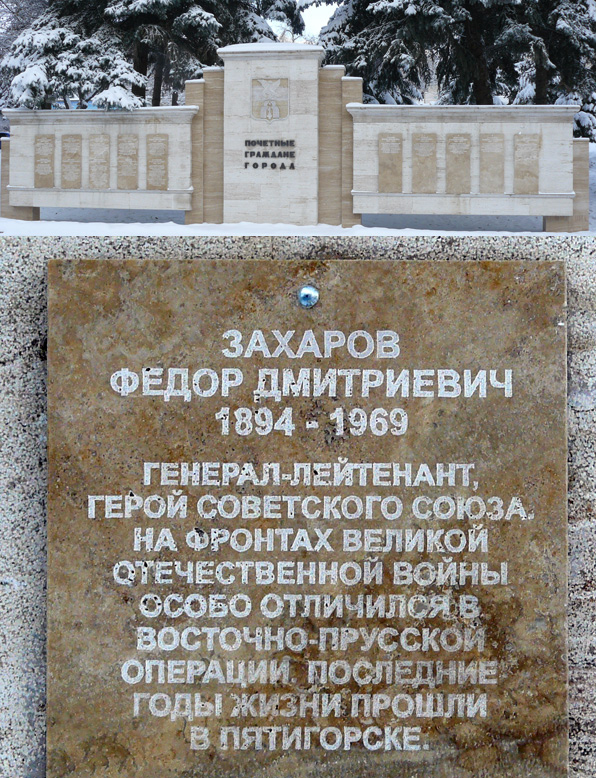 ПОЧЕТНЫЕ
ГРАЖДАНЕ
ГОРОДА
ЗАХАРОВ
ФЁДОР ДМИТРИЕВИЧ
1894 - 1969
ГЕНЕРАЛ-ЛЕЙТЕНАНТ,
ГЕРОЙ СОВЕТСКОГО СОЮЗА.
НА ФРОНТАХ ВЕЛИКОЙ
ОТЕЧЕСТВЕННОЙ ВОЙНЫ
ОСОБО ОТЛИЧИЛСЯ В
ВОСТОЧНО-ПРУССКОЙ
ОПЕРАЦИИ. ПОСЛЕДНИЕ
ГОДЫ ЖИЗНИ ПРОШЛИ
В ПЯТИГОРСКЕ.